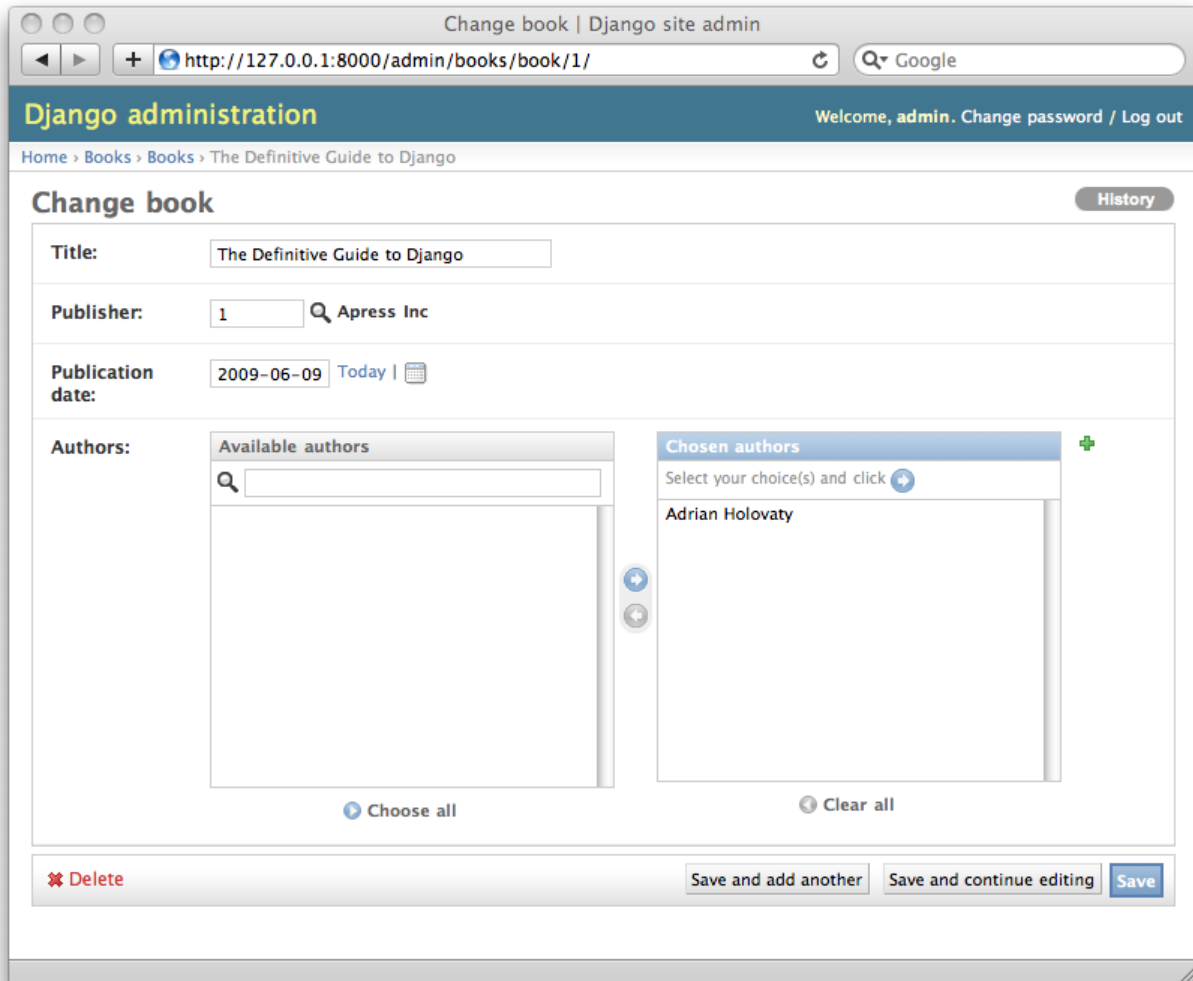 Change book | Django site admin
http://127.0.0.1:8000/admin/books/book/1/
Google
Django administration
Welcome, admin. Change password / Log out
Home › Books › Books › The Definitive Guide to Django
Change book
History
Title:
The Definitive Guide to Django
Publisher:
1
Apress Inc
Publication
date:
2009-06-09
Today |
Authors:
Available authors
Chosen authors
Select your choice(s) and click
Adrian Holovaty
Choose all
Clear all
Delete
Save and add another
Save and continue editing
Save